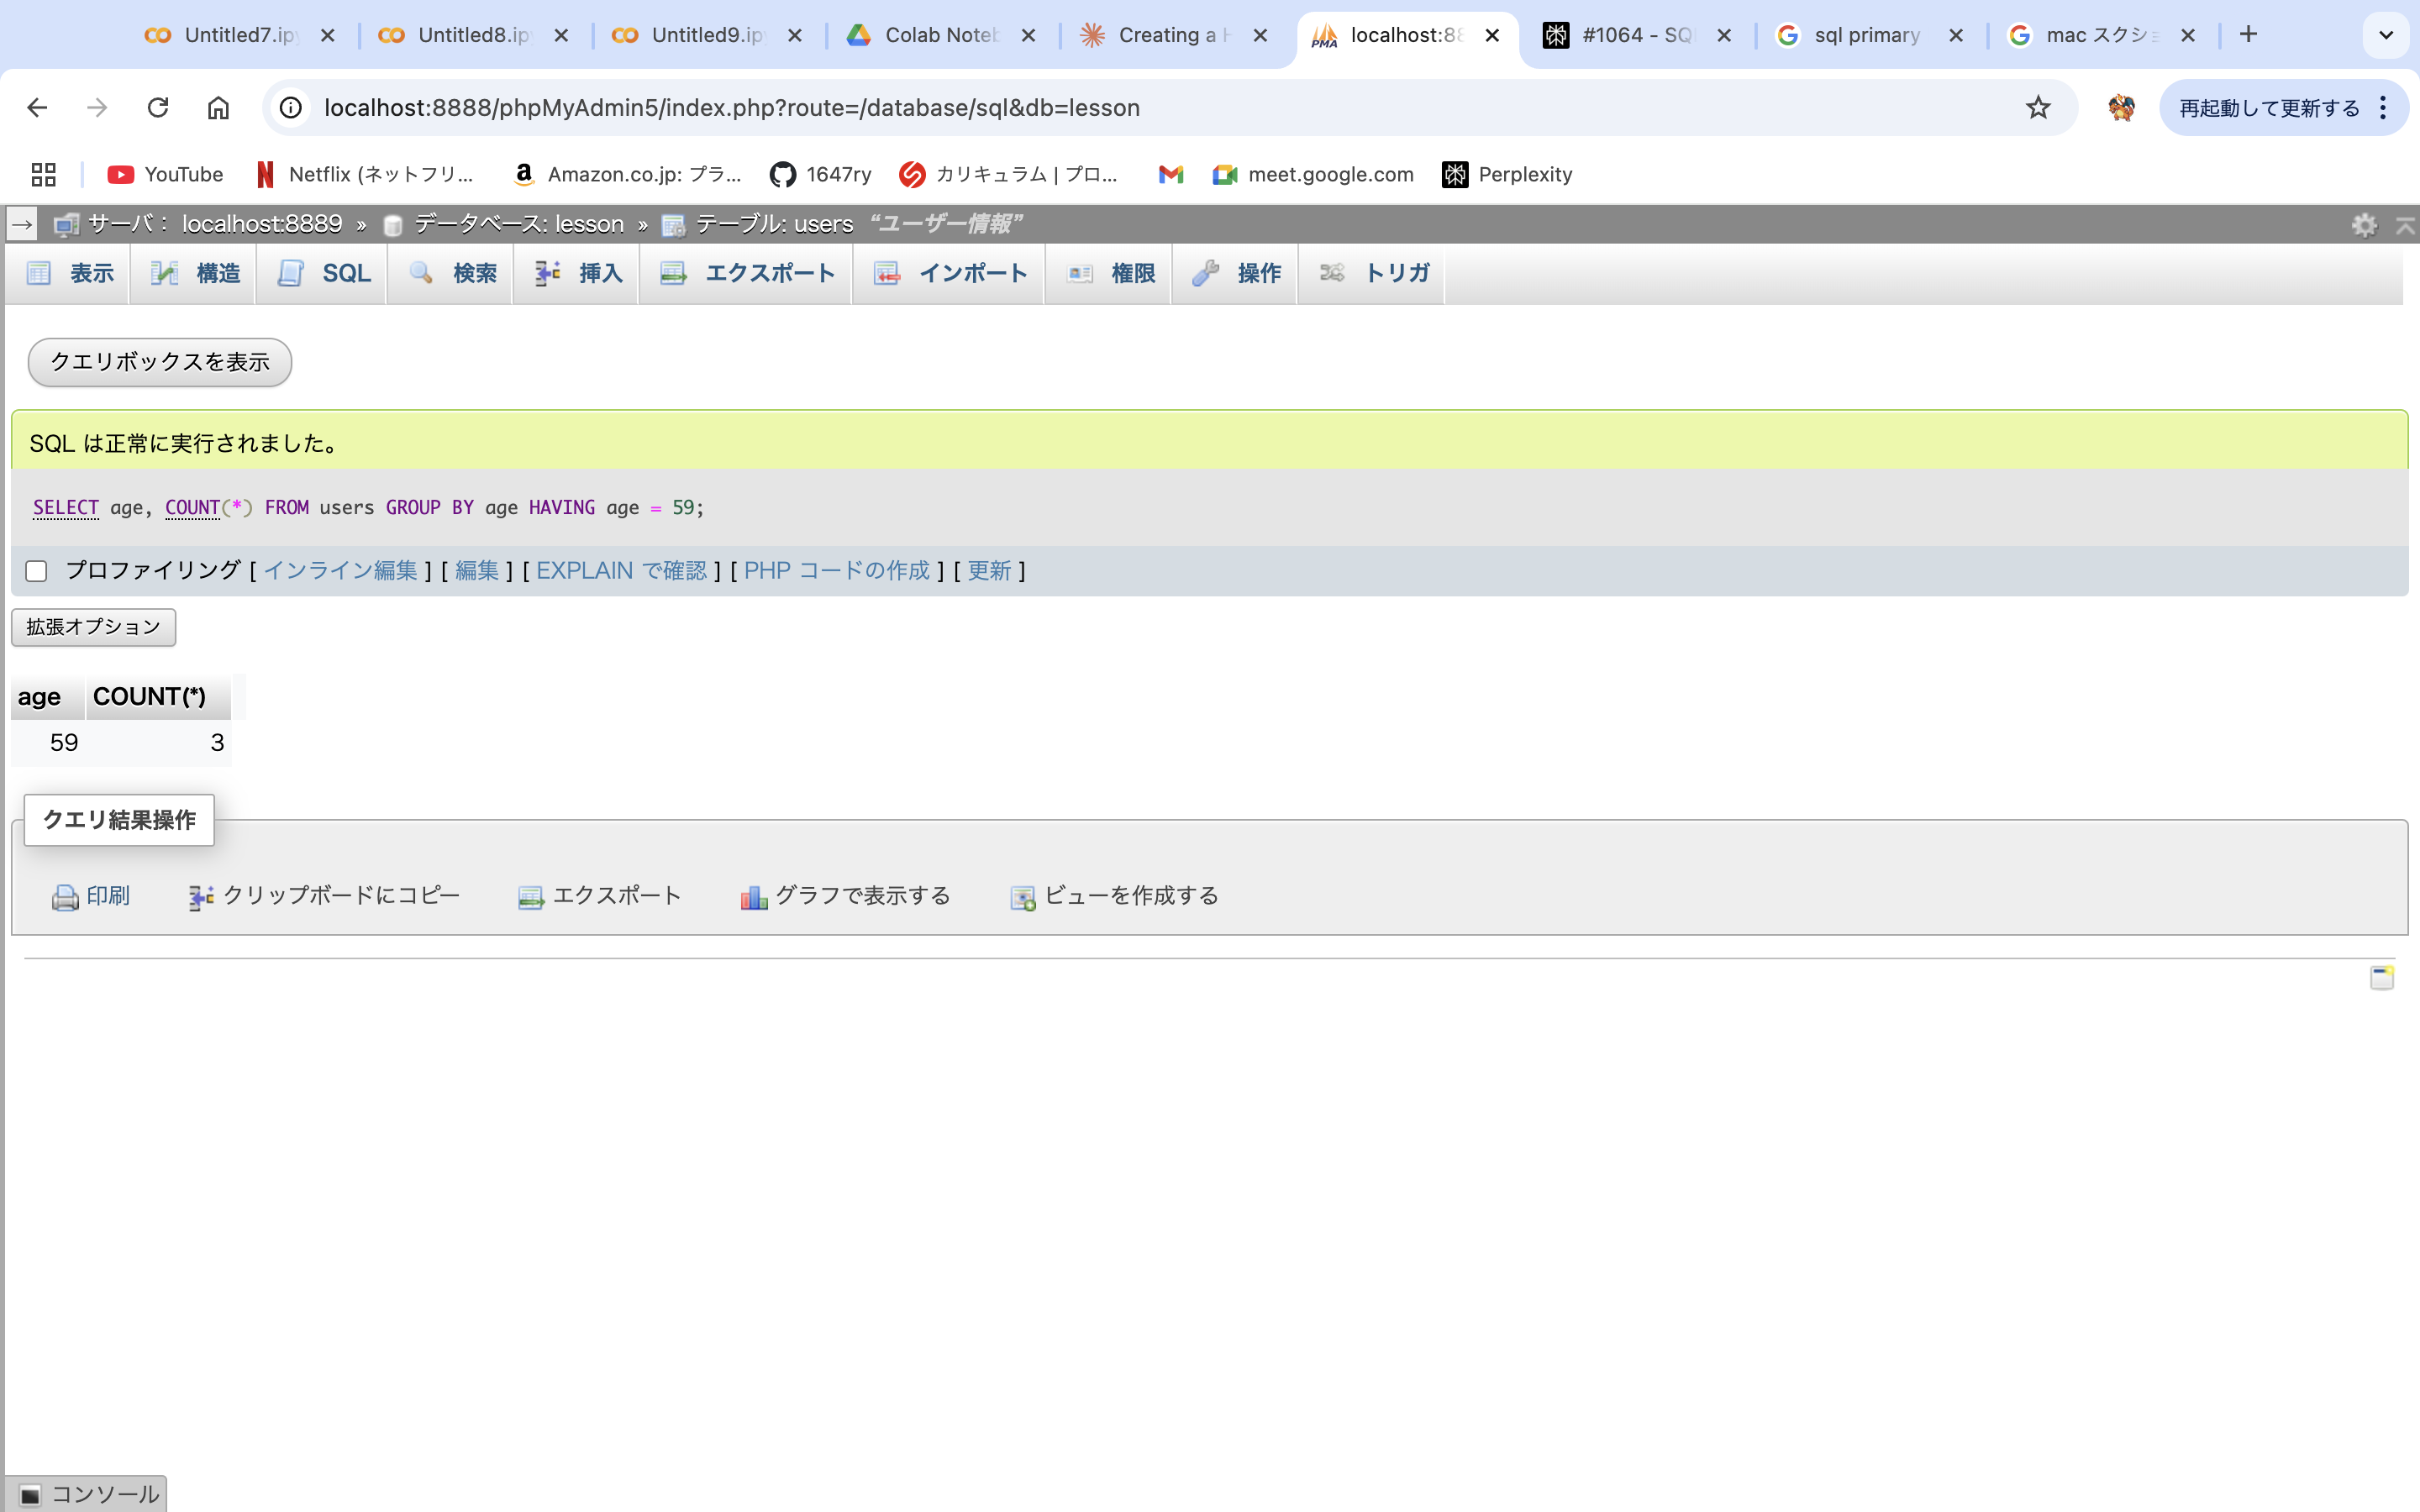 Untitled7.ipy
Untitled8.ip
Untitled9.ip
Colab Noteb
Creating a H
localhost:88
#1064 - SQ
sql primary
mac スクショ
localhost:8888/phpMyAdmin5/index.php?route=/database/sql&db=lesson
再起動して更新する
YouTube
Netflix (ネットフリ...
Amazon.co.jp: プラ...
1647ry
カリキュラム | プロ...
meet.google.com
Perplexity
サーバ: localhost:8889 » データベース: lesson » テーブル: users “ユーザー情報”
表示
構造
SQL
検索
挿入
エクスポート
インポート
権限
操作
トリガ
クエリボックスを表示
SQL は正常に実行されました。
SELECT age, COUNT(*) FROM users GROUP BY age HAVING age = 59;
プロファイリング [ インライン編集 ] [ 編集 ] [ EXPLAIN で確認 ] [ PHP コードの作成 ] [ 更新 ]
拡張オプション
age COUNT(*)
59 3
クエリ結果操作
印刷
クリップボードにコピー
エクスポート
グラフで表示する
ビューを作成する
コンソール